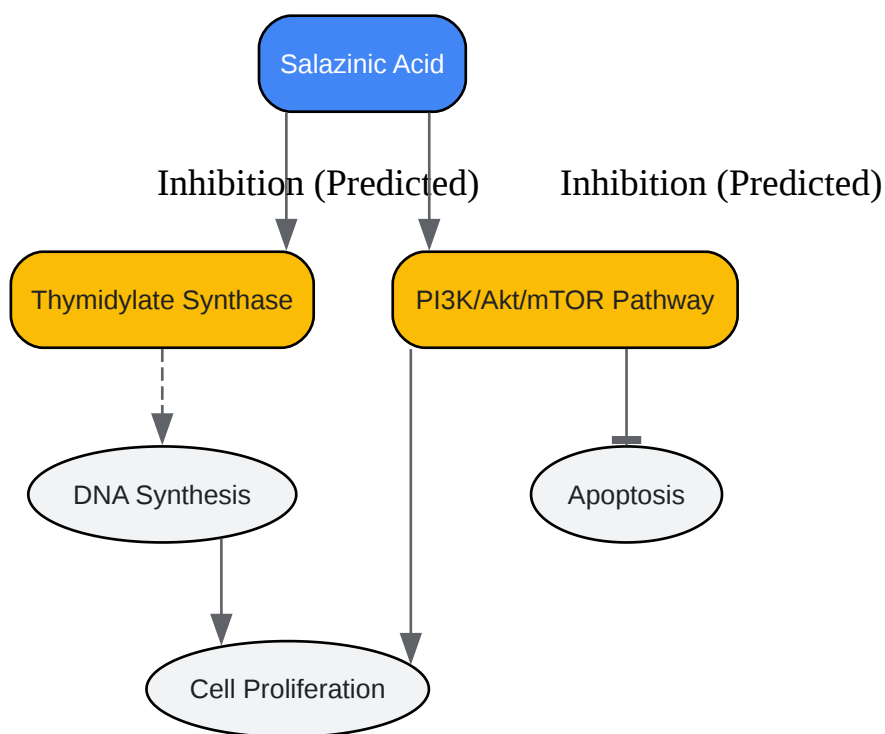 Salazinic Acid
Inhibition (Predicted)
Inhibition (Predicted)
Thymidylate Synthase
PI3K/Akt/mTOR Pathway
DNA Synthesis
Apoptosis
Cell Proliferation